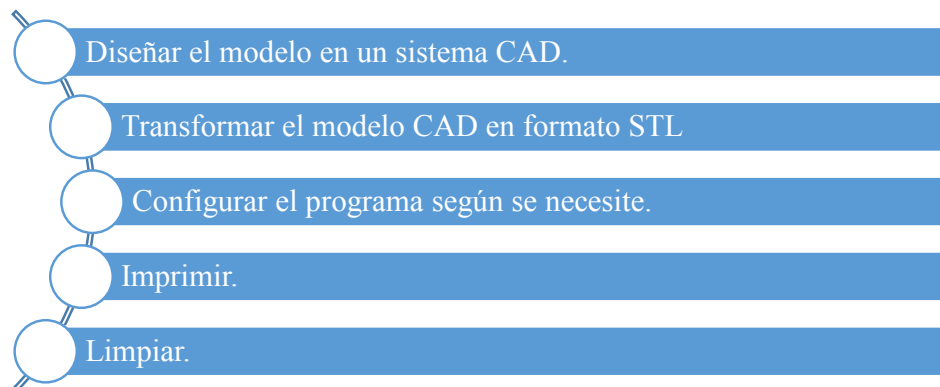 Diseñar el modelo en un sistema CAD.
Transformar el modelo CAD en formato STL
Configurar el programa según se necesite.
Imprimir.
Limpiar.